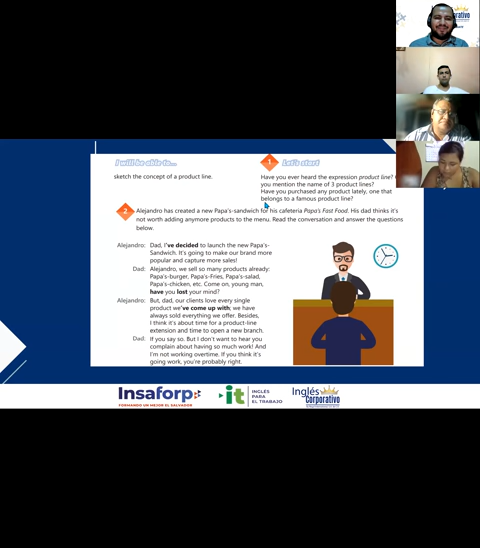 I will be able to...
sketch the concept of a product line.
1 Let's start
Have you ever heard the expression product line?
you mention the name of 3 product lines?
Have you purchased any product lately, one that
belongs to a famous product line?
2 Alejandro has created a new Papa's-sandwich for his cafeteria Papa's Fast Food. His dad thinks it's
not worth adding anymore products to the menu. Read the conversation and answer the questions
below.
Alejandro: Dad, I've decided to launch the new Papa's-
Sandwich. It's going to make our brand more
popular and capture more sales!
Dad: Alejandro, we sell so many products already:
Papa's-burger, Papa's-Fries, Papa's-salad,
Papa's-chicken, etc. Come on, young man,
have you lost your mind?
Alejandro: But, dad, our clients love every single
product we've come up with; we have
always sold everything we offer. Besides,
I think it's about time for a product-line
extension and time to open a new branch.
Dad: If you say so. But I don't want to hear you
complain about having so much work! And
I'm not working overtime. If you think it's
going work, you're probably right.
Insaforp
FORMANDO UN MEJOR EL SALVADOR
it
INGLÉS
PARA
EL TRABAJO
Inglés
Corporativo